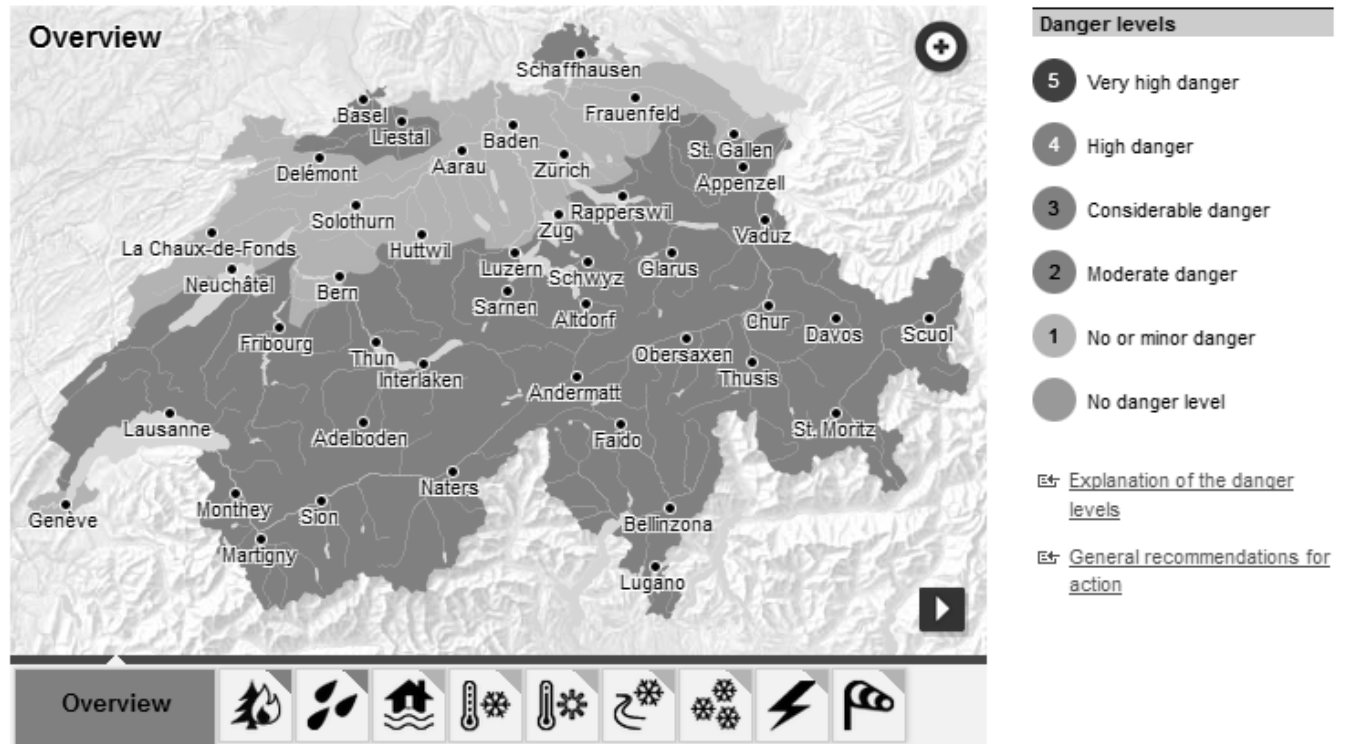 Overview
Schaffhausen
Basel
Liestal
Frauenfeld
Baden
Delémont
Aarau
Zürich
St. Gallen
Appenzell
Solothurn
Zug
Rapperswil
La Chaux-de-Fonds
Huttwil
Vaduz
Neuchâtel
Bern
Luzern
Schwyz
Glarus
Sarnen
Altdorf
Chur
Davos
Scuol
Fribourg
Thun
Interlaken
Obersaxen
Thusis
Andermatt
Lausanne
Adelboden
Faido
St. Moritz
Naters
Monthey
Sion
Genève
Bellinzona
Martigny
Lugano
Overview
Danger levels
5 Very high danger
4 High danger
3 Considerable danger
2 Moderate danger
1 No or minor danger
No danger level
Explanation of the danger
levels
General recommendations for
action